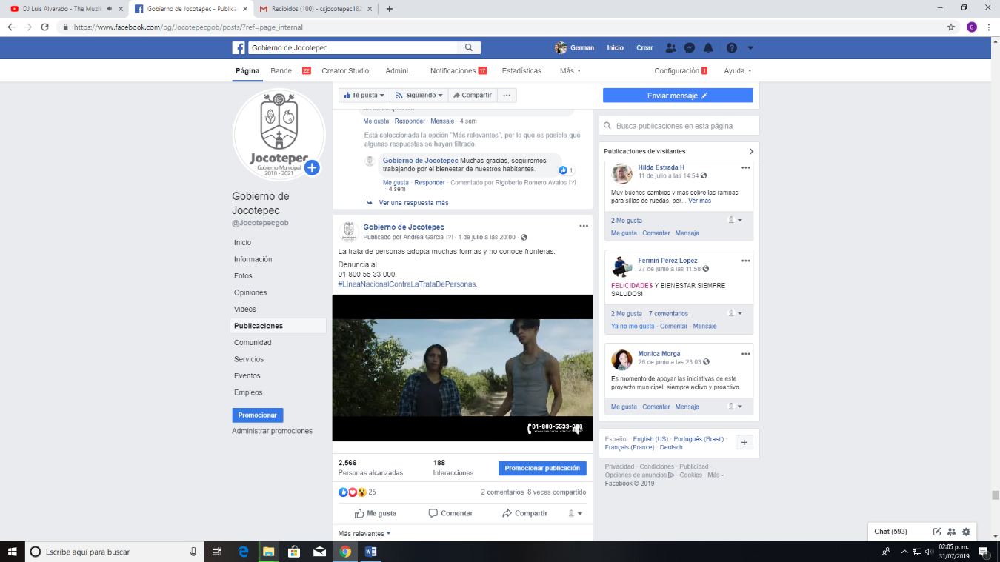 DJ Luis Alvarado - The Muzik
Gobierno de Jocotepec - Publica
Recibidos (100) - csjocotepec182
https://www.facebook.com/pg/Jocotepecgob/posts/?ref=page_internal
G
Gobierno de Jocotepec
German
Inicio
Crear
Página
Bande... 22
Creator Studio
Admini...
Notificaciones 17
Estadísticas
Más
Configuración 1
Ayuda
Jocotepec
Gobierno Municipal
2018 - 2021
Gobierno de
Jocotepec
@Jocotepecgob
Inicio
Información
Fotos
Opiniones
Videos
Publicaciones
Comunidad
Servicios
Eventos
Empleos
Promocionar
Administrar promociones
Te gusta
Siguiendo
Compartir
Me gusta · Responder · Mensaje · 4 sem
Está seleccionada la opción "Más relevantes", por lo que es posible que
algunas respuestas se hayan filtrado.
Gobierno de Jocotepec Muchas gracias, seguiremos
trabajando por el bienestar de nuestros habitantes.
1
Me gusta · Responder · Comentado por Rigoberto Romero Avalos [?]
· 4 sem
Ver una respuesta más
Gobierno de Jocotepec
Publicado por Andrea Garcia [?] · 1 de julio a las 20:00 ·
La trata de personas adopta muchas formas y no conoce fronteras.
Denuncia al
01 800 55 33 000.
#LíneaNacionalContraLaTrataDePersonas.
01-800-5533-000
2,566
Personas alcanzadas
188
Interacciones
Promocionar publicación
25
2 comentarios 8 veces compartido
Me gusta
Comentar
Compartir
Más relevantes
Enviar mensaje
Busca publicaciones en esta página
Publicaciones de visitantes
Hilda Estrada H
11 de julio a las 14:54
Muy buenos cambios y más sobre las rampas
para sillas de ruedas, per... Ver más
2 Me gusta
Me gusta · Comentar · Mensaje
Fermin Pérez Lopez
27 de junio a las 11:58
FELICIDADES Y BIENESTAR SIEMPRE
SALUDOS!
2 Me gusta 7 comentarios
Ya no me gusta · Comentar · Mensaje
Monica Morga
26 de junio a las 23:03
Es momento de apoyar las iniciativas de este
proyecto municipal, siempre activo y proactivo.
Me gusta · Comentar · Mensaje
Español · English (US) · Português (Brasil) ·
Français (France) · Deutsch
Privacidad · Condiciones · Publicidad ·
Opciones de anuncios · Cookies · Más
Facebook © 2019
Chat (593)
Escribe aquí para buscar
02:05 p. m.
31/07/2019
1